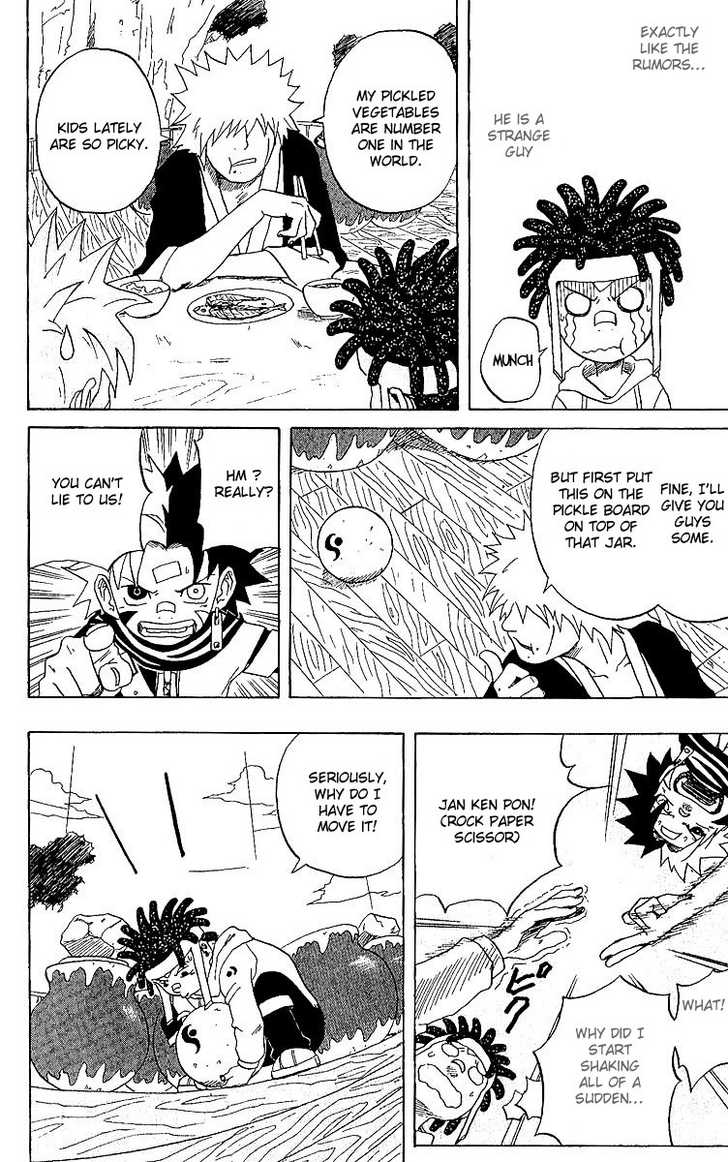 EXACTLY
LIKE THE
RUMORS...
HE IS A
STRANGE
GUY
MUNCH
MY PICKLED
VEGETABLES
ARE NUMBER
ONE IN THE
WORLD.
KIDS LATELY
ARE SO PICKY.
FINE, I'LL
GIVE YOU
GUYS
SOME.
BUT FIRST PUT
THIS ON THE
PICKLE BOARD
ON TOP OF
THAT JAR.
HM ?
REALLY?
YOU CAN'T
LIE TO US!
JAN KEN PON!
(ROCK PAPER
SCISSOR)
ビク
WHAT!
WHY DID I
START
SHAKING
ALL OF A
SUDDEN...
SERIOUSLY,
WHY DO I
HAVE TO
MOVE IT!